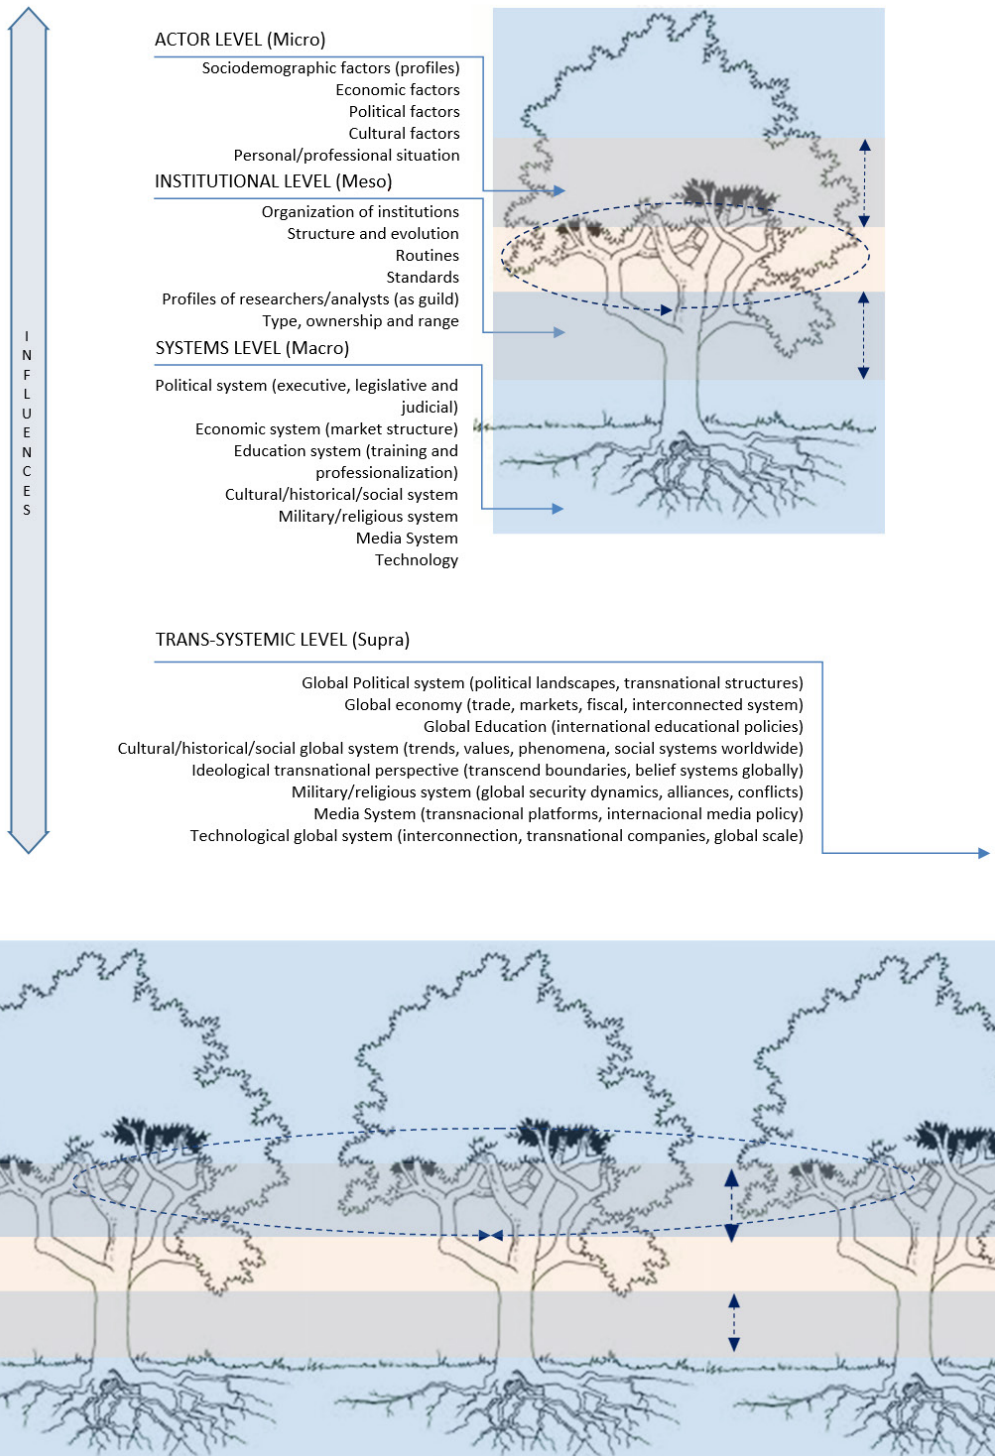 ACTOR LEVEL (Micro)
Sociodemographic factors (profiles)
Economic factors
Political factors
Cultural factors
Personal/professional situation
INSTITUTIONAL LEVEL (Meso)
Organization of institutions
Structure and evolution
Routines
Standards
Profiles of researchers/analysts (as guild)
Type, ownership and range
SYSTEMS LEVEL (Macro)
Political system (executive, legislative and
judicial)
Economic system (market structure)
Education system (training and
professionalization)
Cultural/historical/social system
Military/religious system
Media System
Technology
INFLUENCES
TRANS-SYSTEMIC LEVEL (Supra)
Global Political system (political landscapes, transnational structures)
Global economy (trade, markets, fiscal, interconnected system)
Global Education (international educational policies)
Cultural/historical/social global system (trends, values, phenomena, social systems worldwide)
Ideological transnational perspective (transcend boundaries, belief systems globally)
Military/religious system (global security dynamics, alliances, conflicts)
Media System (transnacional platforms, internacional media policy)
Technological global system (interconnection, transnational companies, global scale)